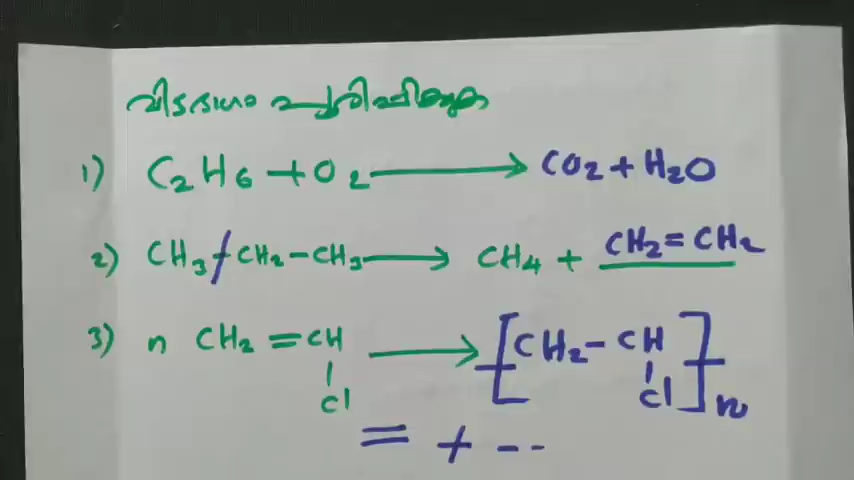 വിട്ടഭാഗം പൂരിപ്പിക്കുക
1) C₂H₆ + O₂ ⟶ CO₂ + H₂O
2) CH₃/CH₂-CH₃ ⟶ CH₄ + CH₂=CH₂
3) n CH₂=CH ⟶ [CH₂-CH]n
Cl Cl
= + --